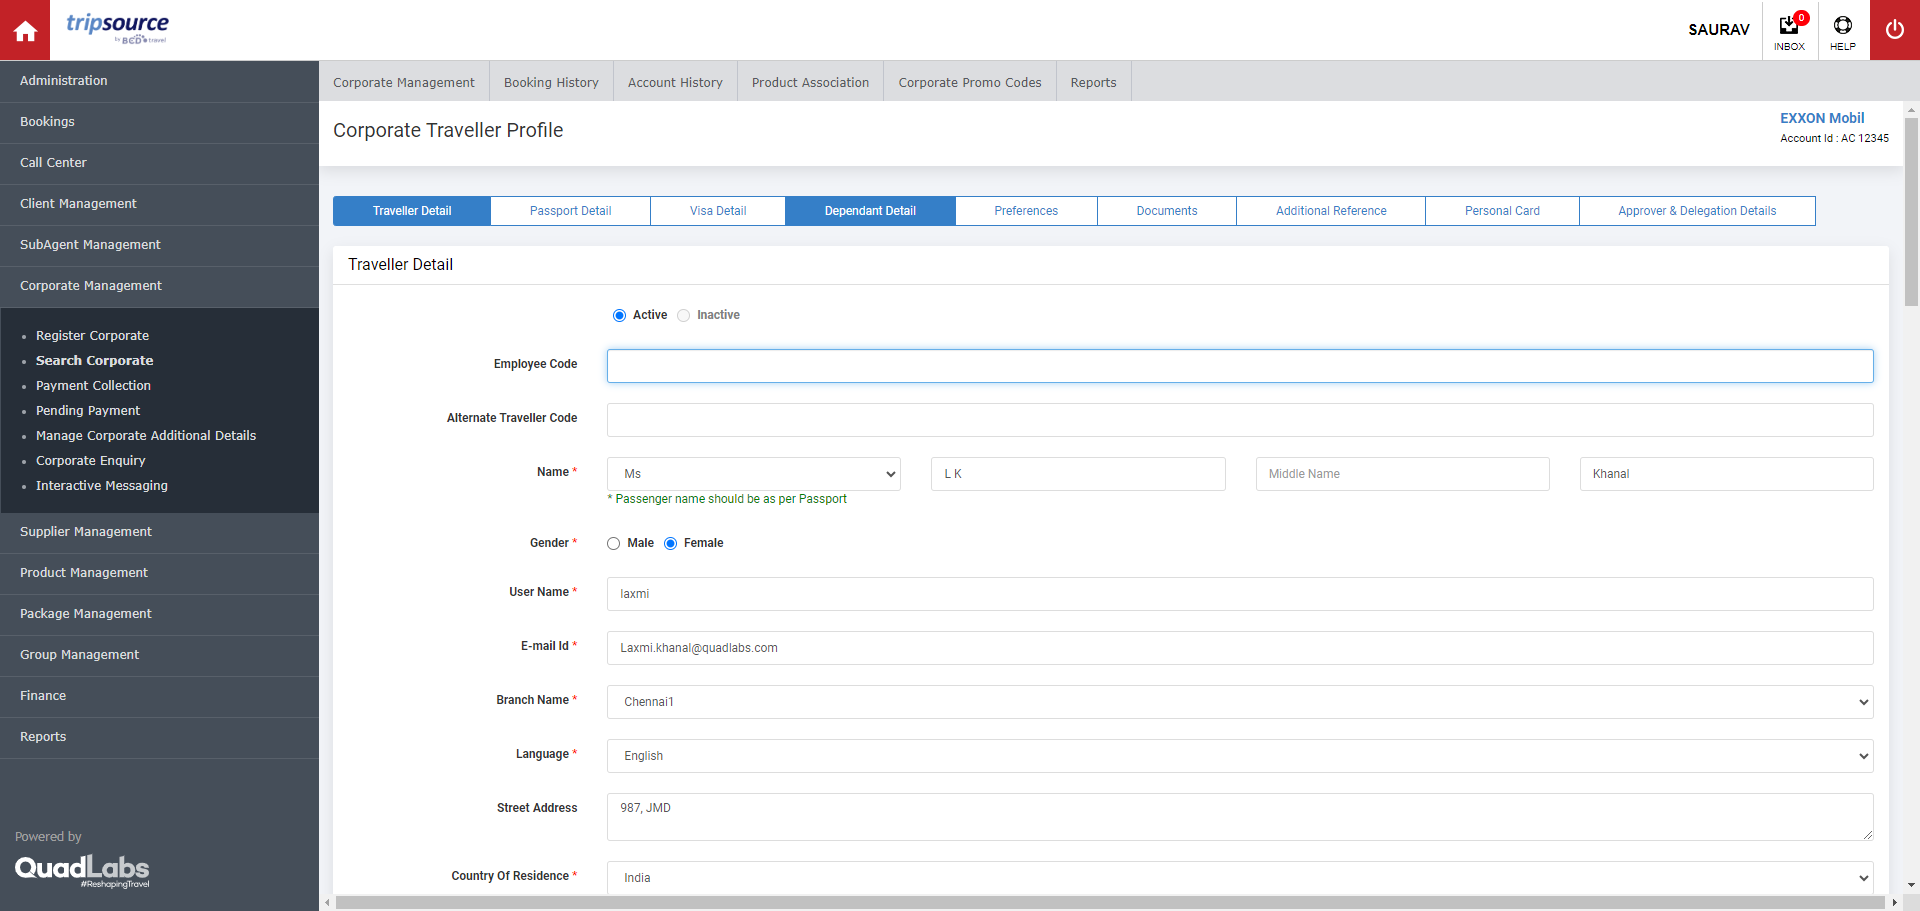 tripsource
by BCD travel
SAURAV
0
INBOX
HELP
Administration
Bookings
Call Center
Client Management
SubAgent Management
Corporate Management
Register Corporate
Search Corporate
Payment Collection
Pending Payment
Manage Corporate Additional Details
Corporate Enquiry
Interactive Messaging
Supplier Management
Product Management
Package Management
Group Management
Finance
Reports
Powered by
QuadLabs
#ReshapingTravel
Corporate Management
Booking History
Account History
Product Association
Corporate Promo Codes
Reports
Corporate Traveller Profile
EXXON Mobil
Account Id : AC 12345
Traveller Detail
Passport Detail
Visa Detail
Dependant Detail
Preferences
Documents
Additional Reference
Personal Card
Approver & Delegation Details
Traveller Detail
Active Inactive
Employee Code
Alternate Traveller Code
Name * Ms L K Middle Name Khanal
* Passenger name should be as per Passport
Gender * Male Female
User Name * laxmi
E-mail Id * Laxmi.khanal@quadlabs.com
Branch Name * Chennai1
Language * English
Street Address 987, JMD
Country Of Residence * India